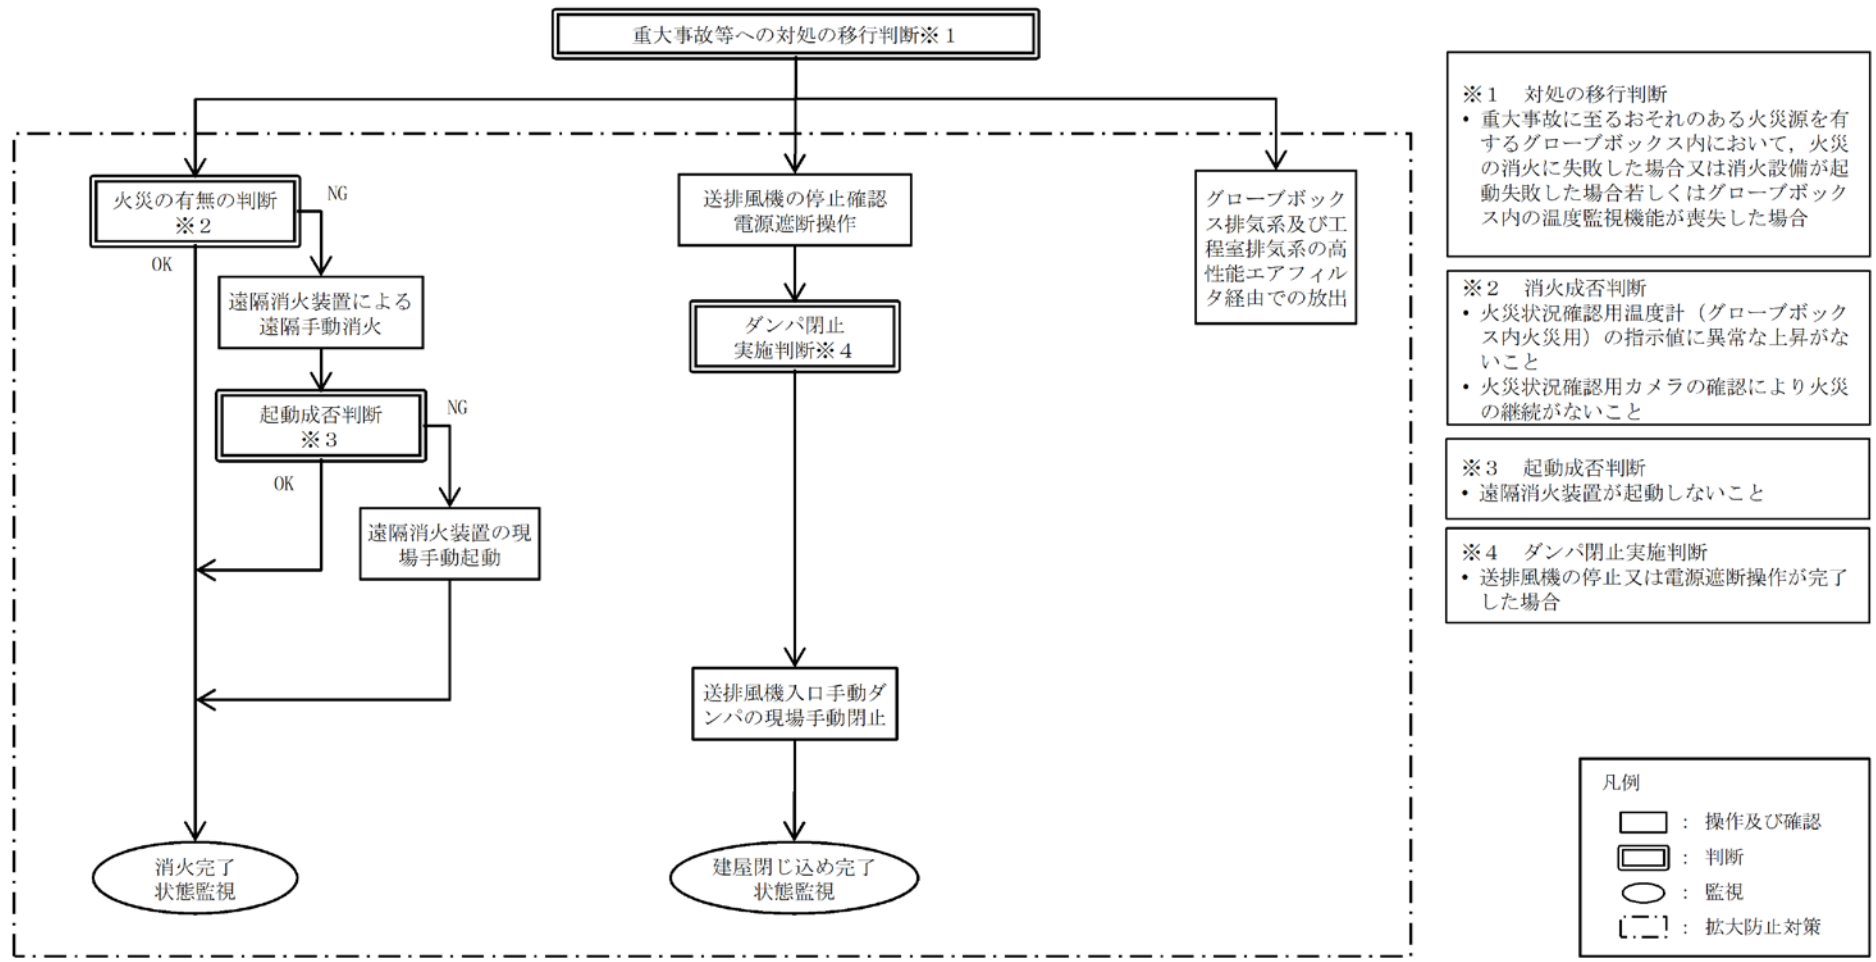 重大事故等への対処の移行判断※１
火災の有無の判断
※２
NG
OK
遠隔消火装置による
遠隔手動消火
起動成否判断
※３
NG
OK
遠隔消火装置の現
場手動起動
消火完了
状態監視
送排風機の停止確認
電源遮断操作
ダンパ閉止
実施判断※４
送排風機入口手動ダ
ンパの現場手動閉止
建屋閉じ込め完了
状態監視
グローブボック
ス排気系及び工
程室排気系の高
性能エアフィル
タ経由での放出
※１　対処の移行判断
・重大事故に至るおそれのある火災源を有
するグローブボックス内において，火災
の消火に失敗した場合又は消火設備が起
動失敗した場合若しくはグローブボック
ス内の温度監視機能が喪失した場合
※２　消火成否判断
・火災状況確認用温度計（グローブボック
ス内火災用）の指示値に異常な上昇がな
いこと
・火災状況確認用カメラの確認により火災
の継続がないこと
※３　起動成否判断
・遠隔消火装置が起動しないこと
※４　ダンパ閉止実施判断
・送排風機の停止又は電源遮断操作が完了
した場合
凡例
：操作及び確認
：判断
：監視
：拡大防止対策